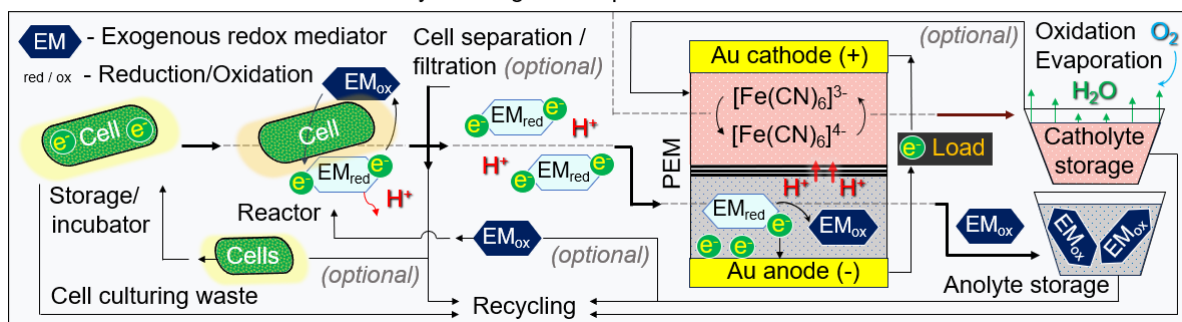 EM - Exogenous redox mediator
red / ox - Reduction/Oxidation
Cell separation /
filtration (optional)
e⁻ Cell e⁻
Storage/
incubator
EMox
Cell
e⁻
EMred
e⁻
H⁺
Reactor
Cells
(optional)
Cell culturing waste
EMred
e⁻
e⁻
H⁺
H⁺
EMred
e⁻
e⁻
EMox
(optional)
Recycling
PEM
Au cathode (+)
[Fe(CN)₆]³⁻
[Fe(CN)₆]⁴⁻
H⁺ H⁺
EMred
e⁻
EMox
e⁻ e⁻
Au anode (-)
e⁻ Load
(optional)
Oxidation O₂
Evaporation
H₂O
Catholyte
storage
EMox
EMox
EMox
Anolyte storage